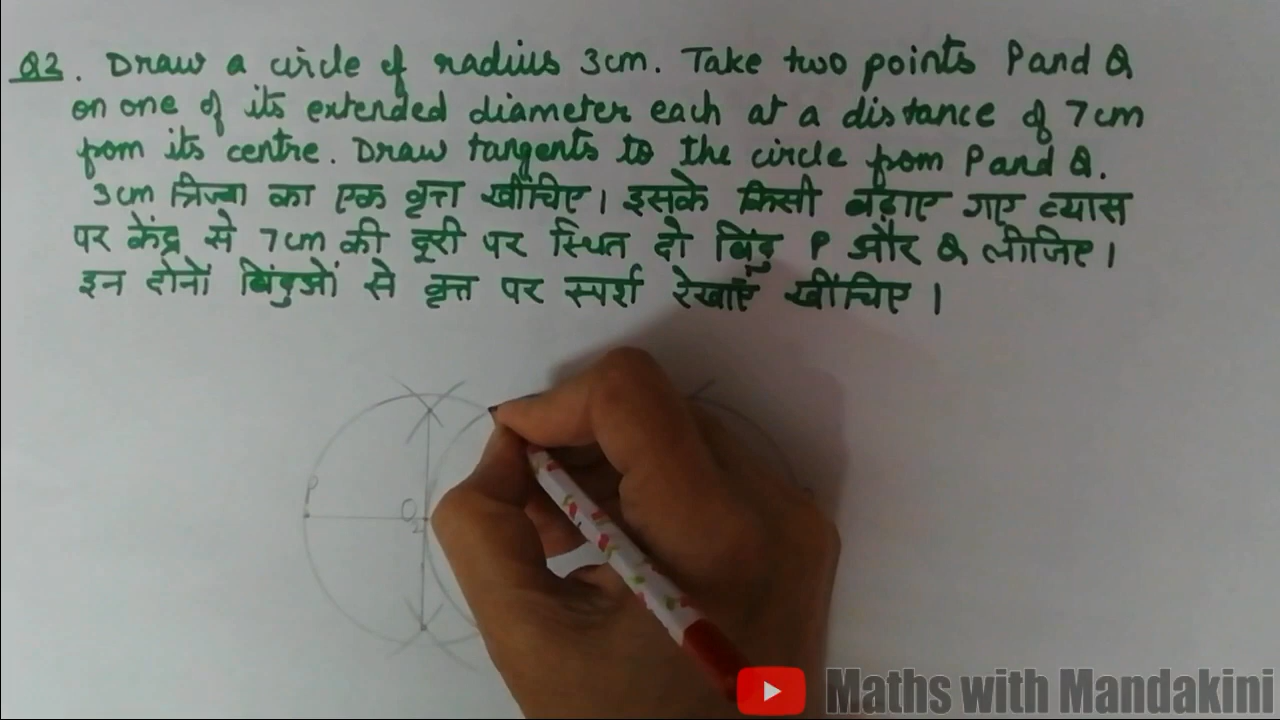 Q2. Draw a circle of radius 3cm. Take two points P and Q
on one of its extended diameter each at a distance of 7cm
from its centre. Draw tangents to the circle from P and Q.
3cm त्रिज्या का एक वृत्त खींचिए। इसके किसी बढ़ाए गए व्यास
पर केंद्र से 7cm की दूरी पर स्थित दो बिंदु P और Q लीजिए।
इन दोनों बिंदुओं से वृत्त पर स्पर्श रेखाएँ खींचिए।
P
O2
Maths with Mandakini